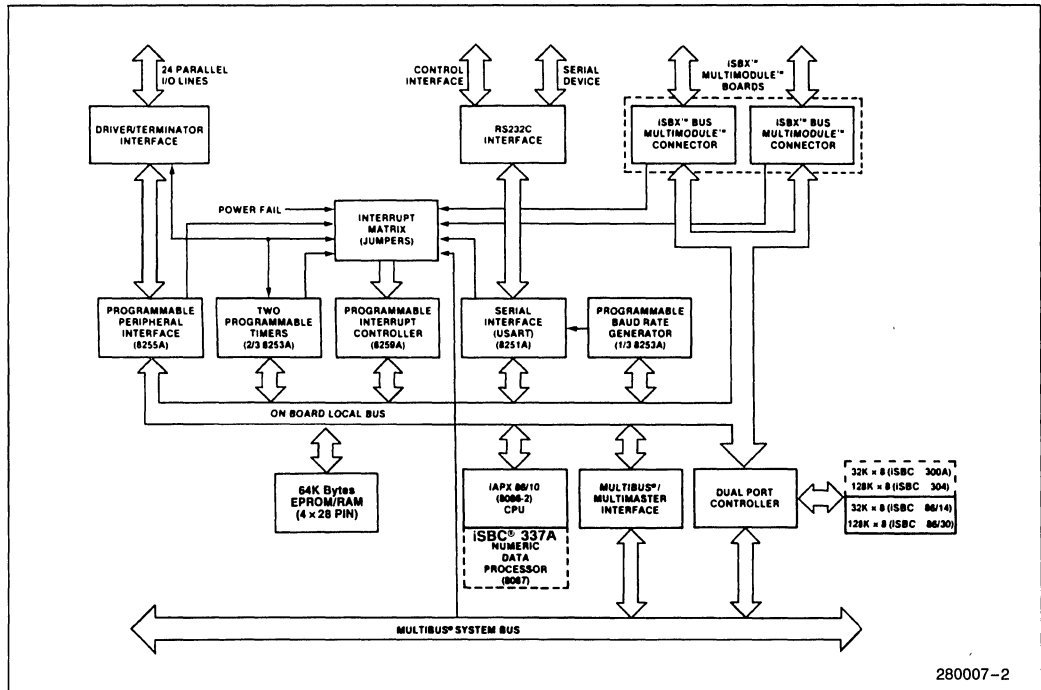 24 PARALLEL
I/O LINES
CONTROL
INTERFACE
SERIAL
DEVICE
iSBX™
MULTIMODULE™
BOARDS
DRIVER/TERMINATOR
INTERFACE
RS232C
INTERFACE
iSBX™ BUS
MULTIMODULE™
CONNECTOR
iSBX™ BUS
MULTIMODULE™
CONNECTOR
POWER FAIL
INTERRUPT
MATRIX
(JUMPERS)
PROGRAMMABLE
PERIPHERAL
INTERFACE
(8255A)
TWO
PROGRAMMABLE
TIMERS
(2/3 8253A)
PROGRAMMABLE
INTERRUPT
CONTROLLER
(8259A)
SERIAL
INTERFACE
(USART)
(8251A)
PROGRAMMABLE
BAUD RATE
GENERATOR
(1/3 8253A)
ON BOARD LOCAL BUS
64K Bytes
EPROM/RAM
(4 × 28 PIN)
iAPX 86/10
(8086-2)
CPU
iSBC® 337A
NUMERIC
DATA
PROCESSOR
(8087)
MULTIBUS®/
MULTIMASTER
INTERFACE
DUAL PORT
CONTROLLER
32K × 8 (iSBC 300A)
128K × 8 (iSBC 304)
32K × 8 (iSBC 86/14)
128K × 8 (iSBC 86/30)
MULTIBUS® SYSTEM BUS
280007–2